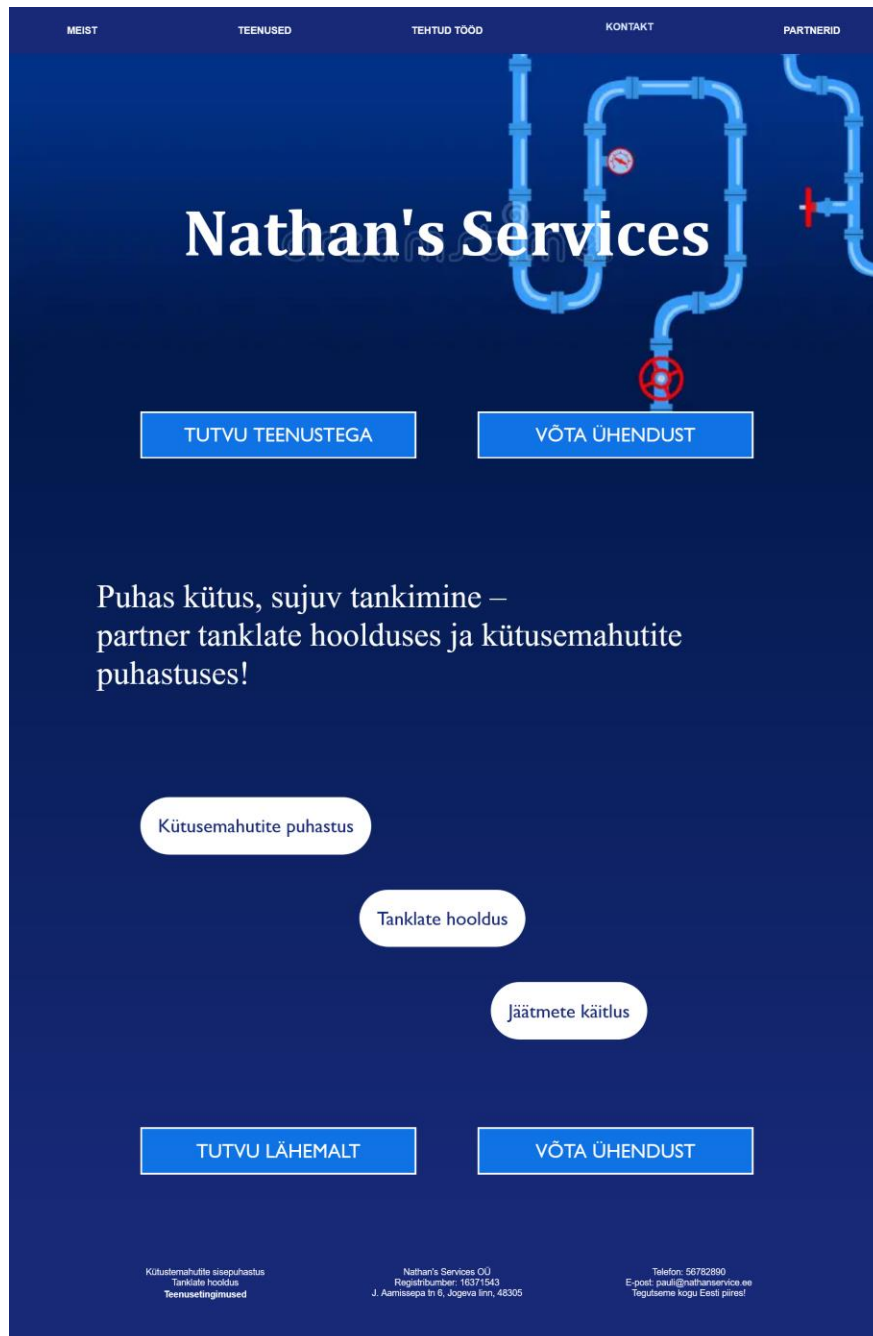 MEIST
TEENUSED
TEHTUD TÖÖD
KONTAKT
PARTNERID
Nathan's Services
dreamstime
TUTVU TEENUSTEGA
VÕTA ÜHENDUST
Puhas kütus, sujuv tankimine –
partner tanklate hoolduses ja kütusemahutite
puhastuses!
Kütusemahutite puhastus
Tanklate hooldus
Jäätmete käitlus
TUTVU LÄHEMALT
VÕTA ÜHENDUST
Kütustemahutite sisepuhastus
Tanklate hooldus
Teenusetingimused
Nathan's Services OÜ
Registribumber: 16371543
J. Aamissepa tn 6, Jogeva linn, 48305
Telefon: 56782890
E-post: pauli@nathanservice.ee
Tegutseme kogu Eesti piires!